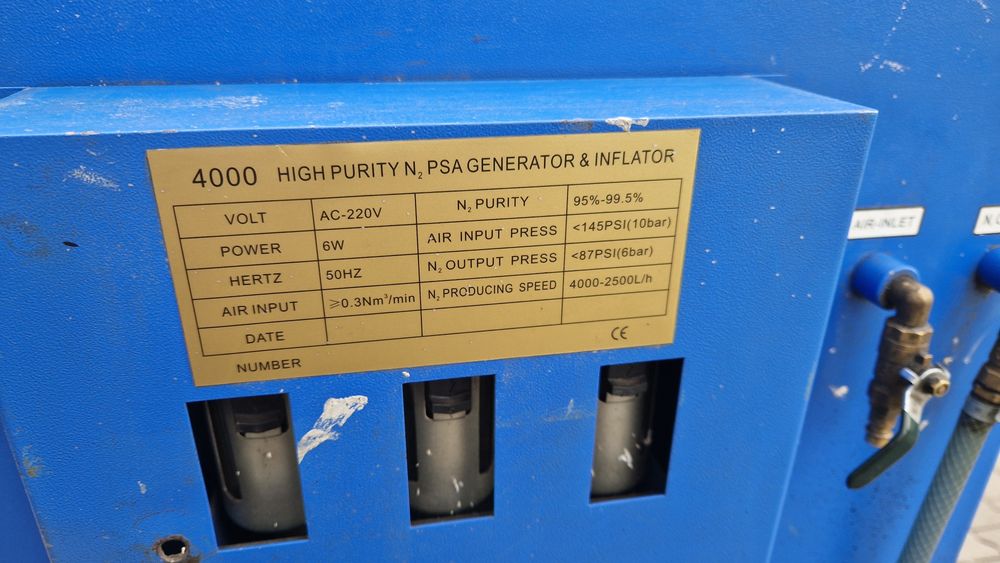 4000 HIGH PURITY N₂ PSA GENERATOR & INFLATOR
VOLT AC-220V N₂ PURITY 95%-99.5%
POWER 6W AIR INPUT PRESS <145PSI(10bar)
HERTZ 50HZ N₂ OUTPUT PRESS <87PSI(6bar)
AIR INPUT ≥0.3Nm³/min N₂ PRODUCING SPEED 4000-2500L/h
DATE
NUMBER CE
AIR-INLET